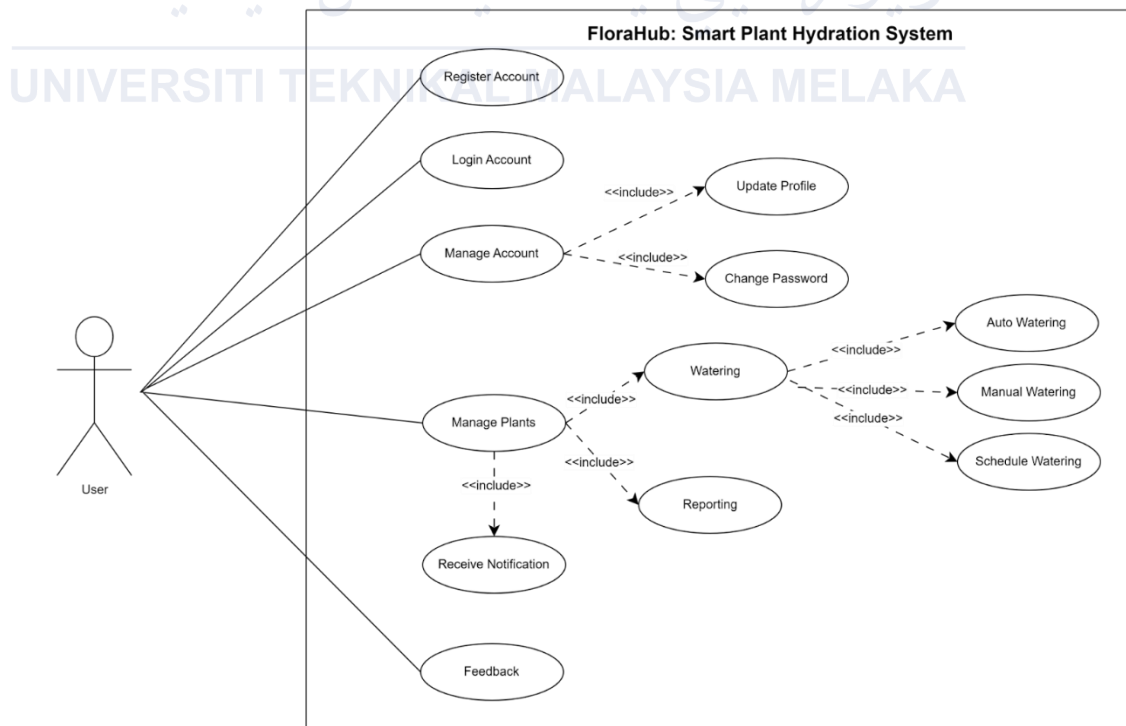 FloraHub: Smart Plant Hydration System
UNIVERSITI TEKNIKAL MALAYSIA MELAKA
Register Account
Login Account
Update Profile
<<include>>
Manage Account
<<include>>
Change Password
Auto Watering
<<include>>
Watering
<<include>>
Manual Watering
<<include>>
<<include>>
Manage Plants
Schedule Watering
<<include>>
<<include>>
User
Reporting
Receive Notification
Feedback